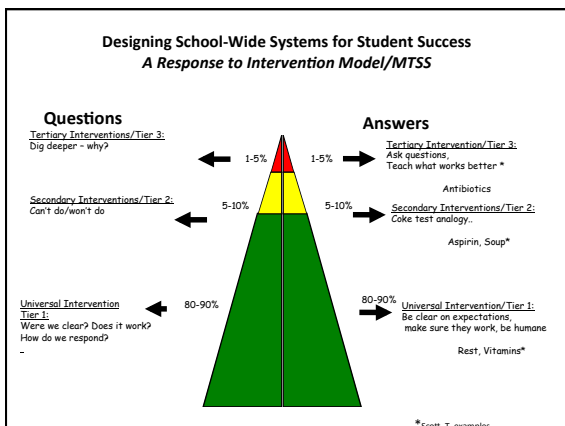 Designing School-Wide Systems for Student Success
A Response to Intervention Model/MTSS
Questions
Tertiary Interventions/Tier 3:
Dig deeper – why?
1-5%
Secondary Interventions/Tier 2:
Can't do/won't do
5-10%
Universal Intervention
Tier 1:
Were we clear? Does it work?
How do we respond?
80-90%
Answers
1-5%
Tertiary Intervention/Tier 3:
Ask questions,
Teach what works better *
Antibiotics
5-10%
Secondary Interventions/Tier 2:
Coke test analogy..
Aspirin, Soup*
80-90%
Universal Intervention/Tier 1:
Be clear on expectations,
make sure they work, be humane
Rest, Vitamins*
*Scott, T. examples